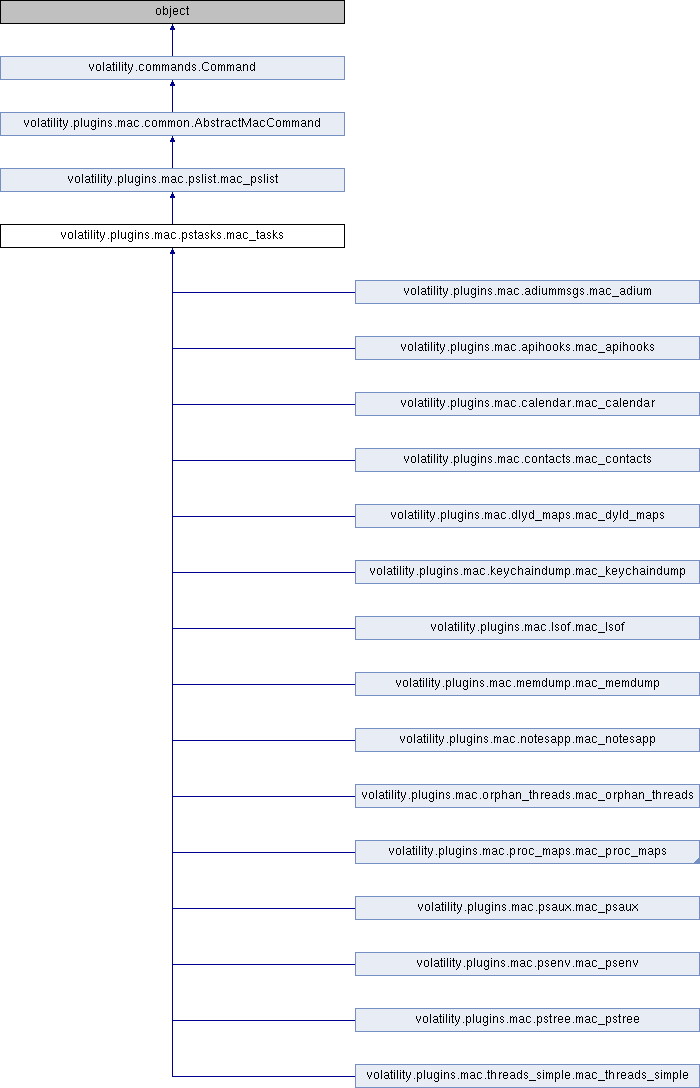 object
volatility.commands.Command
volatility.plugins.mac.common.AbstractMacCommand
volatility.plugins.mac.pslist.mac_pslist
volatility.plugins.mac.pstasks.mac_tasks
volatility.plugins.mac.adiummsgs.mac_adium
volatility.plugins.mac.apihooks.mac_apihooks
volatility.plugins.mac.calendar.mac_calendar
volatility.plugins.mac.contacts.mac_contacts
volatility.plugins.mac.dlyd_maps.mac_dyld_maps
volatility.plugins.mac.keychaindump.mac_keychaindump
volatility.plugins.mac.lsof.mac_lsof
volatility.plugins.mac.memdump.mac_memdump
volatility.plugins.mac.notesapp.mac_notesapp
volatility.plugins.mac.orphan_threads.mac_orphan_threads
volatility.plugins.mac.proc_maps.mac_proc_maps
volatility.plugins.mac.psaux.mac_psaux
volatility.plugins.mac.psenv.mac_psenv
volatility.plugins.mac.pstree.mac_pstree
volatility.plugins.mac.threads_simple.mac_threads_simple